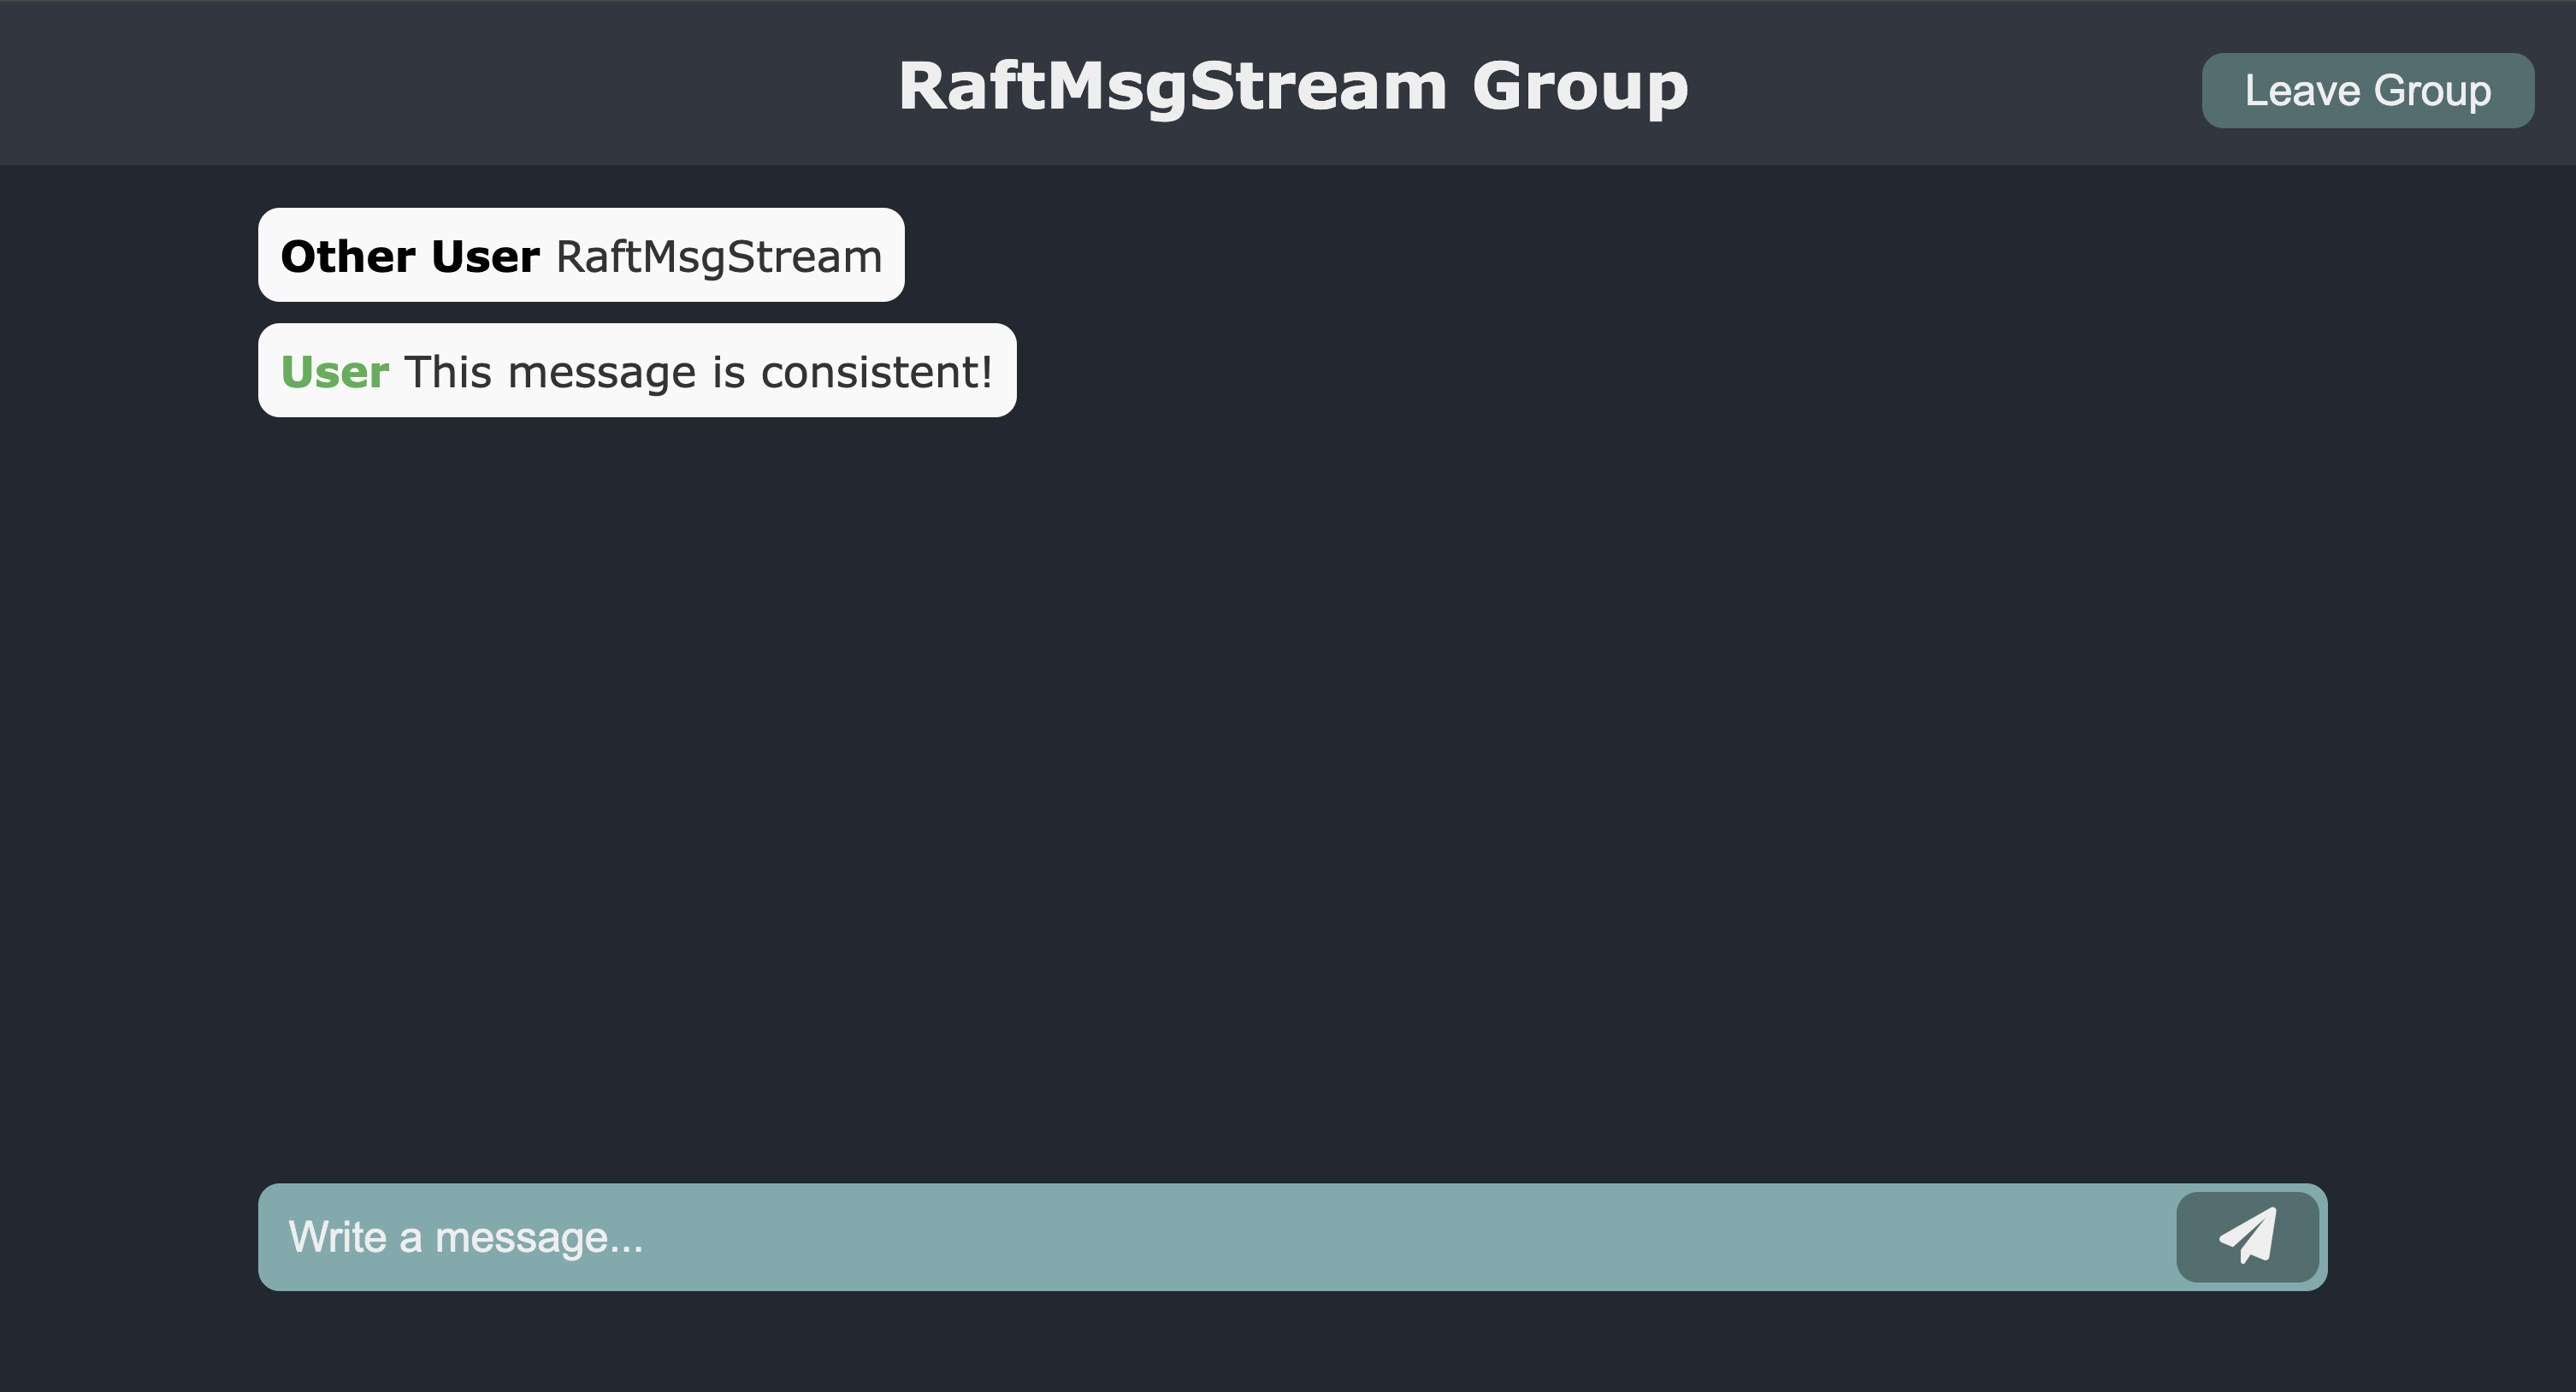 RaftMsgStream Group
Leave Group
Other User RaftMsgStream
User This message is consistent!
Write a message...